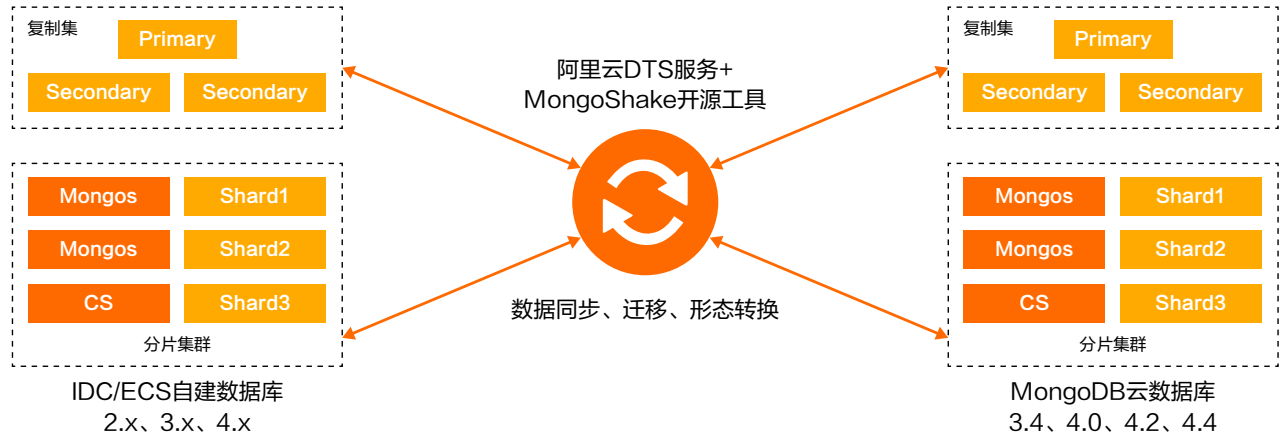 复制集
Primary
Secondary Secondary
Mongos Shard1
Mongos Shard2
CS Shard3
分片集群
IDC/ECS自建数据库
2.x、3.x、4.x
阿里云DTS服务+
MongoShake开源工具
数据同步、迁移、形态转换
复制集
Primary
Secondary Secondary
Mongos Shard1
Mongos Shard2
CS Shard3
分片集群
MongoDB云数据库
3.4、4.0、4.2、4.4